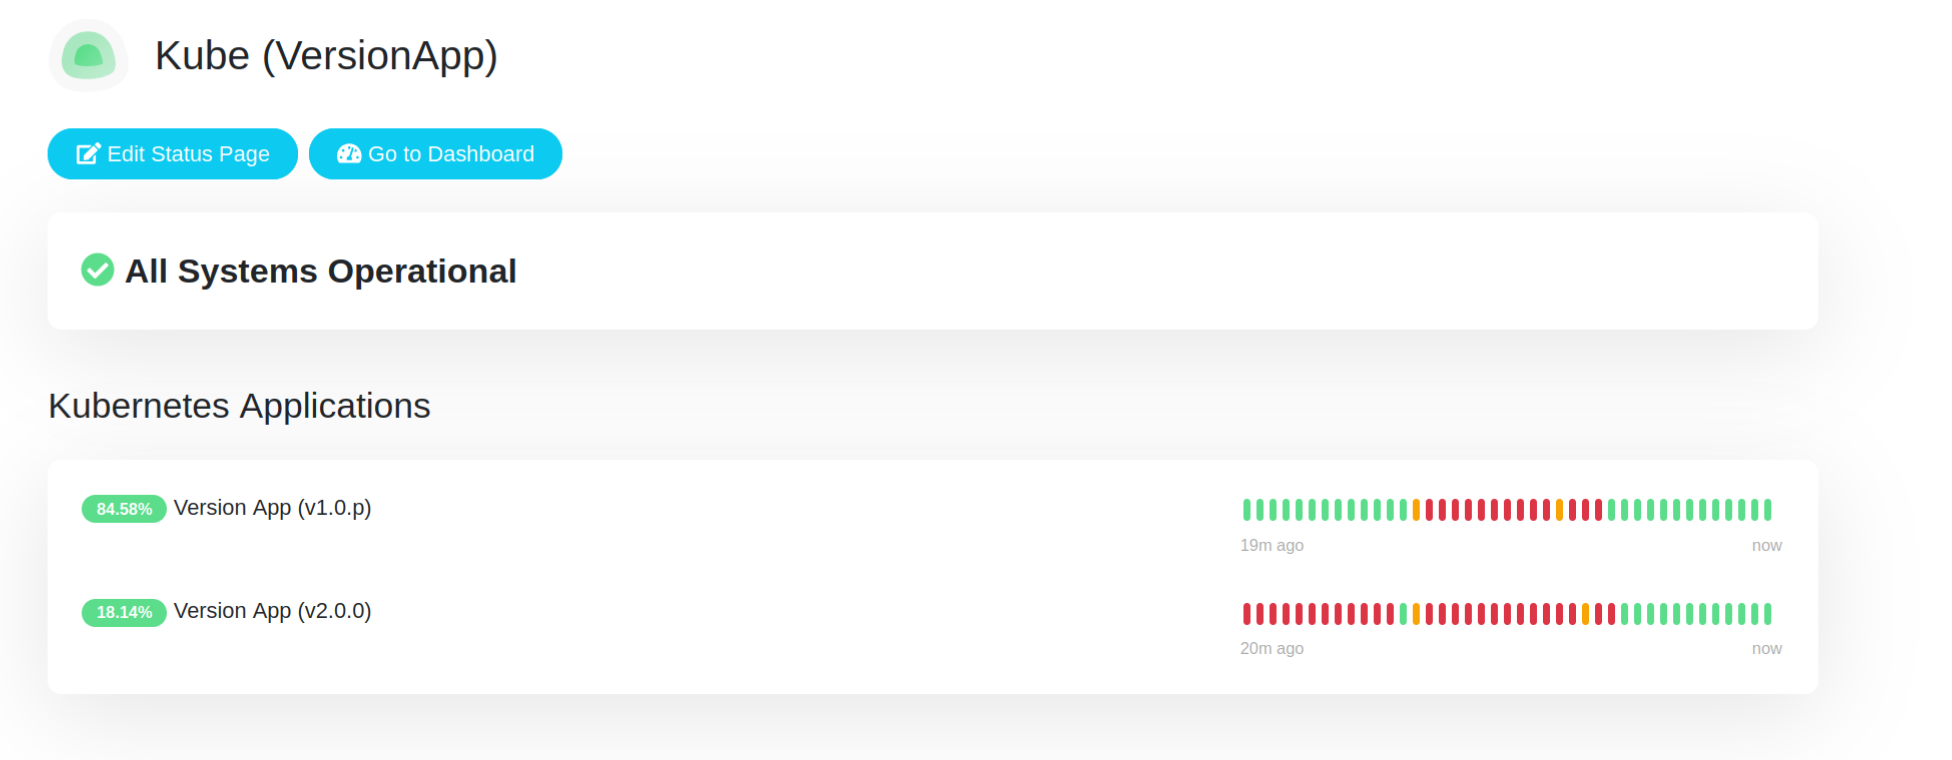 Kube (VersionApp)
Edit Status Page Go to Dashboard
All Systems Operational
Kubernetes Applications
84.58% Version App (v1.0.p)
19m ago now
18.14% Version App (v2.0.0)
20m ago now